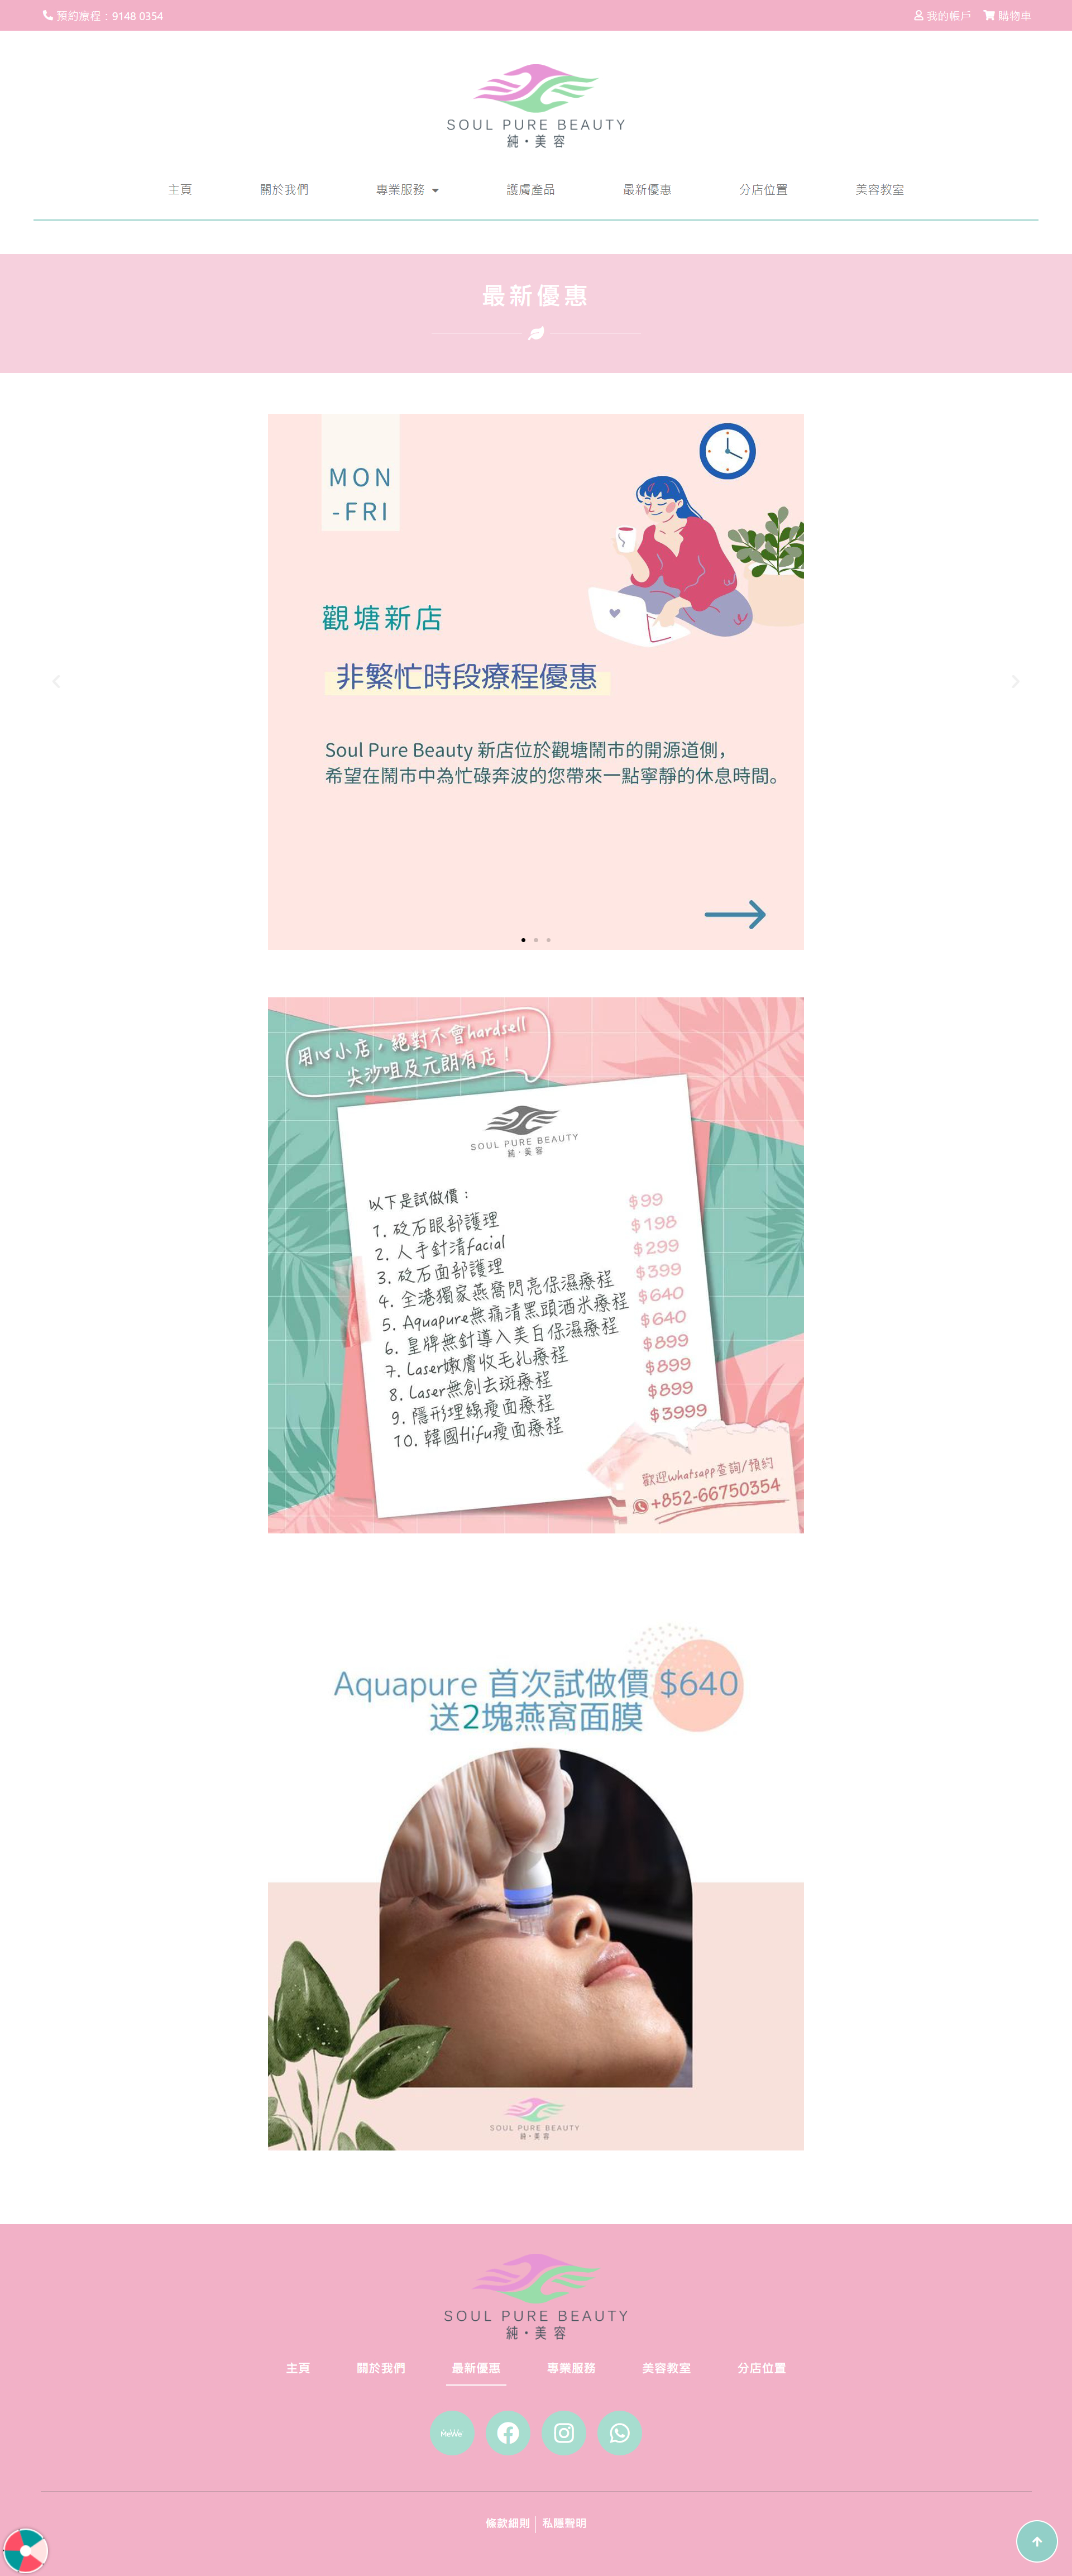 預約療程：9148 0354
我的帳戶
購物車
SOUL PURE BEAUTY
純·美 容
主頁
關於我們
專業服務
護膚產品
最新優惠
分店位置
美容教室
最新優惠
MON
-FRI
觀塘新店
非繁忙時段療程優惠
Soul Pure Beauty 新店位於觀塘鬧市的開源道側，
希望在鬧市中為忙碌奔波的您帶來一點寧靜的休息時間。
用心小店，絕對不會hardsell
尖沙咀及元朗有店！
SOUL PURE BEAUTY
純·美 容
以下是試做價：
1. 砭石眼部護理 $99
2. 人手針清facial $198
3. 砭石面部護理 $299
4. 全港獨家燕窩閃亮保濕療程 $399
5. Aquapure無痛清黑頭酒米療程 $640
6. 皇牌無針導入美白保濕療程 $640
7. Laser嫩膚收毛孔療程 $899
8. Laser無創去斑療程 $899
9. 隱形埋線瘦面療程 $899
10. 韓國Hifu瘦面療程 $3999
歡迎whatsapp查詢/預約
+852-66750354
Aquapure 首次試做價 $640
送2塊燕窩面膜
SOUL PURE BEAUTY
純·美 容
SOUL PURE BEAUTY
純·美 容
主頁
關於我們
最新優惠
專業服務
美容教室
分店位置
MeWe
條款細則
私隱聲明